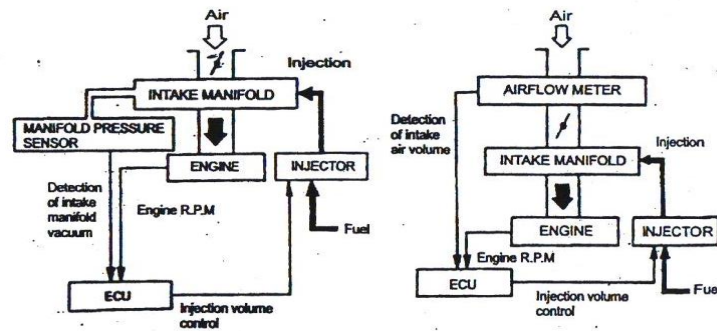 Air
Injection
INTAKE MANIFOLD
MANIFOLD PRESSURE
SENSOR
ENGINE
INJECTOR
Detection
of intake
manifold
vacuum
Engine R.P.M
Fuel
ECU
Injection volume
control
Air
AIRFLOW METER
Detection
of intake
air volume
Injection
INTAKE MANIFOLD
ENGINE
INJECTOR
Engine R.P.M
ECU
Injection volume
control
Fuel